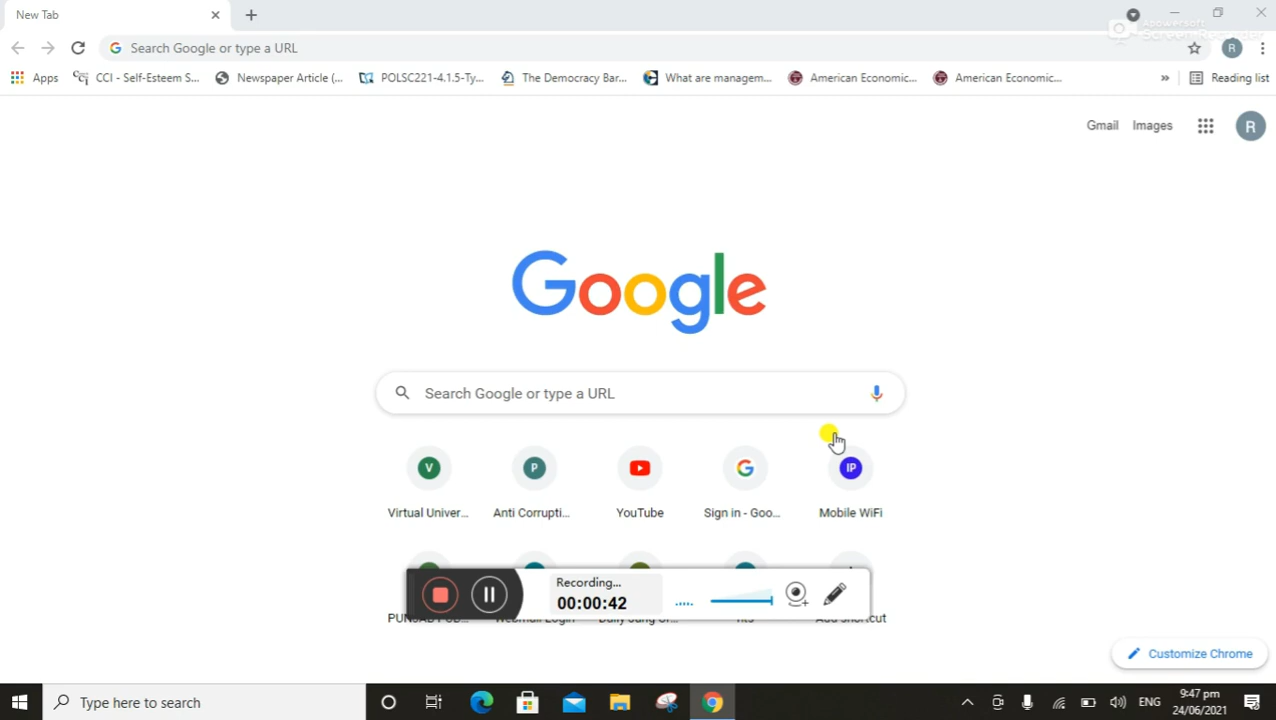 New Tab
Apowersoft
ScreenRecorder
Search Google or type a URL
R
Apps
CCI - Self-Esteem S...
Newspaper Article (...
POLSC221-4.1.5-Ty...
The Democracy Bar...
What are managem...
American Economic...
American Economic...
»
Reading list
Gmail
Images
R
Google
Search Google or type a URL
V
P
IP
Virtual Univer...
Anti Corrupti...
YouTube
Sign in - Goo...
Mobile WiFi
Recording...
00:00:42
Customize Chrome
Type here to search
ENG
9:47 pm
24/06/2021